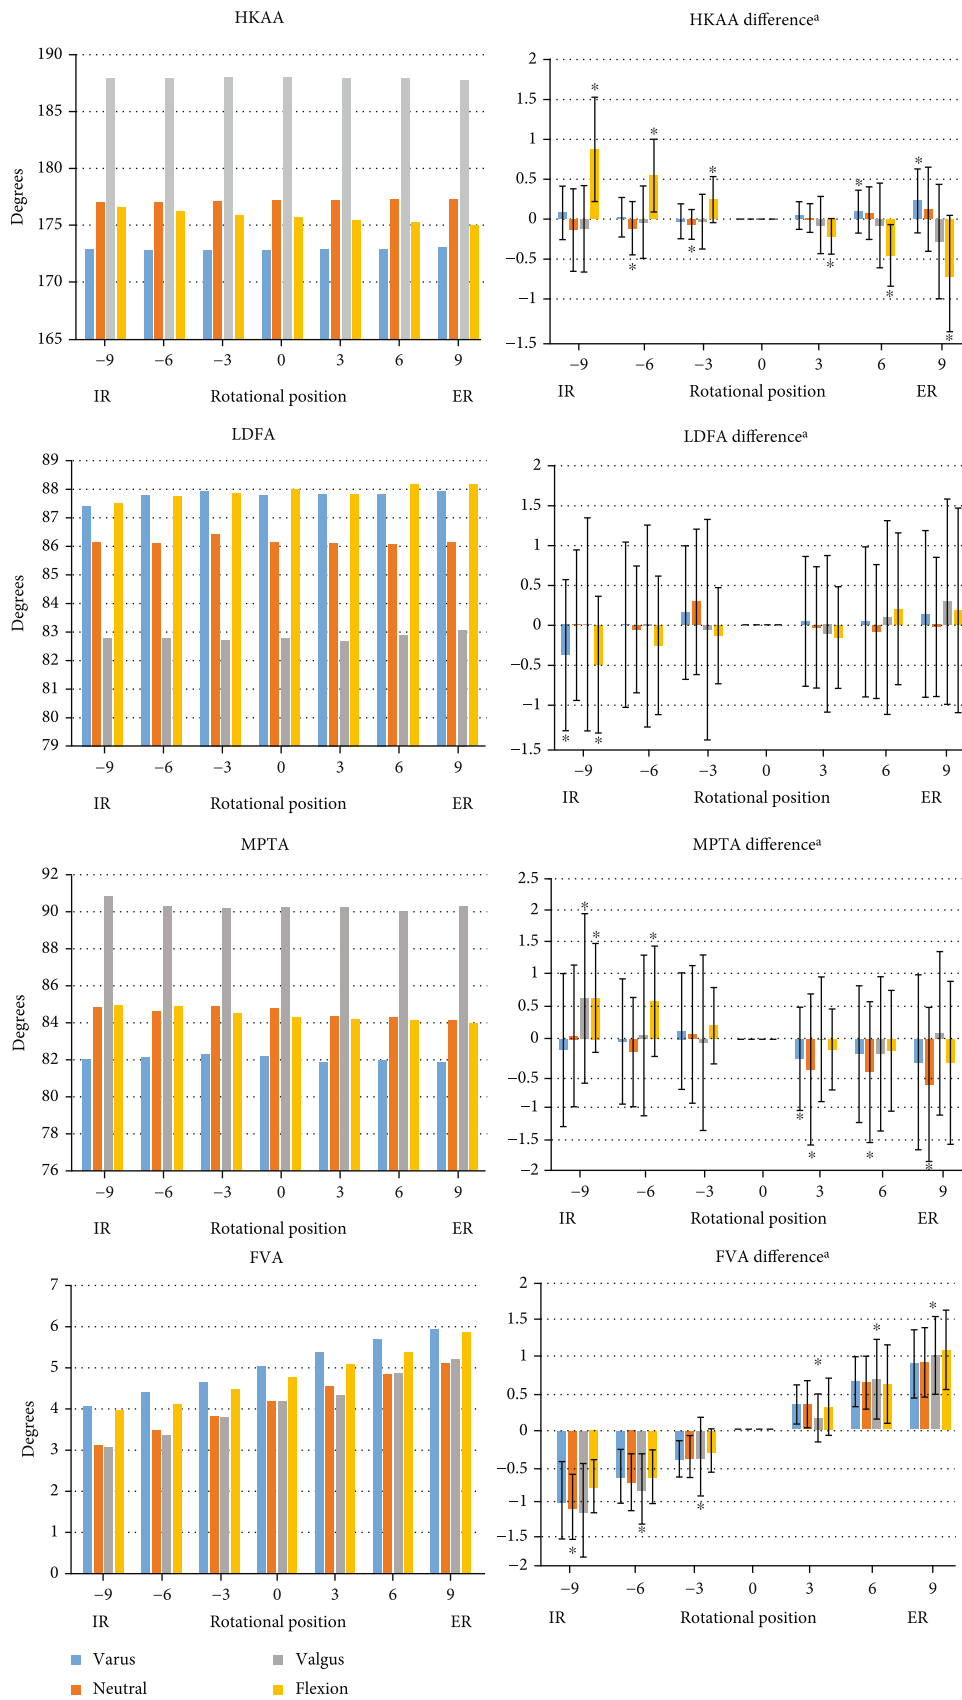 HKAA
190
185
180
175
170
165
Degrees
−9 −6 −3 0 3 6 9
IR Rotational position ER
HKAA differenceᵃ
2
1.5
1
0.5
0
−0.5
−1
−1.5
* * * * * * * * * *
−9 −6 −3 0 3 6 9
IR Rotational position ER
LDFA
89
88
87
86
85
84
83
82
81
80
79
Degrees
−9 −6 −3 0 3 6 9
IR Rotational position ER
LDFA differenceᵃ
2
1.5
1
0.5
0
−0.5
−1
−1.5
* *
−9 −6 −3 0 3 6 9
IR Rotational position ER
MPTA
92
90
88
86
84
82
80
78
76
Degrees
−9 −6 −3 0 3 6 9
IR Rotational position ER
MPTA differenceᵃ
2.5
2
1.5
1
0.5
0
−0.5
−1
−1.5
−2
* * * * * * *
−9 −6 −3 0 3 6 9
IR Rotational position ER
FVA
7
6
5
4
3
2
1
0
Degrees
−9 −6 −3 0 3 6 9
IR Rotational position ER
FVA differenceᵃ
2
1.5
1
0.5
0
−0.5
−1
−1.5
−2
* * * * * *
−9 −6 −3 0 3 6 9
IR Rotational position ER
Varus Valgus
Neutral Flexion